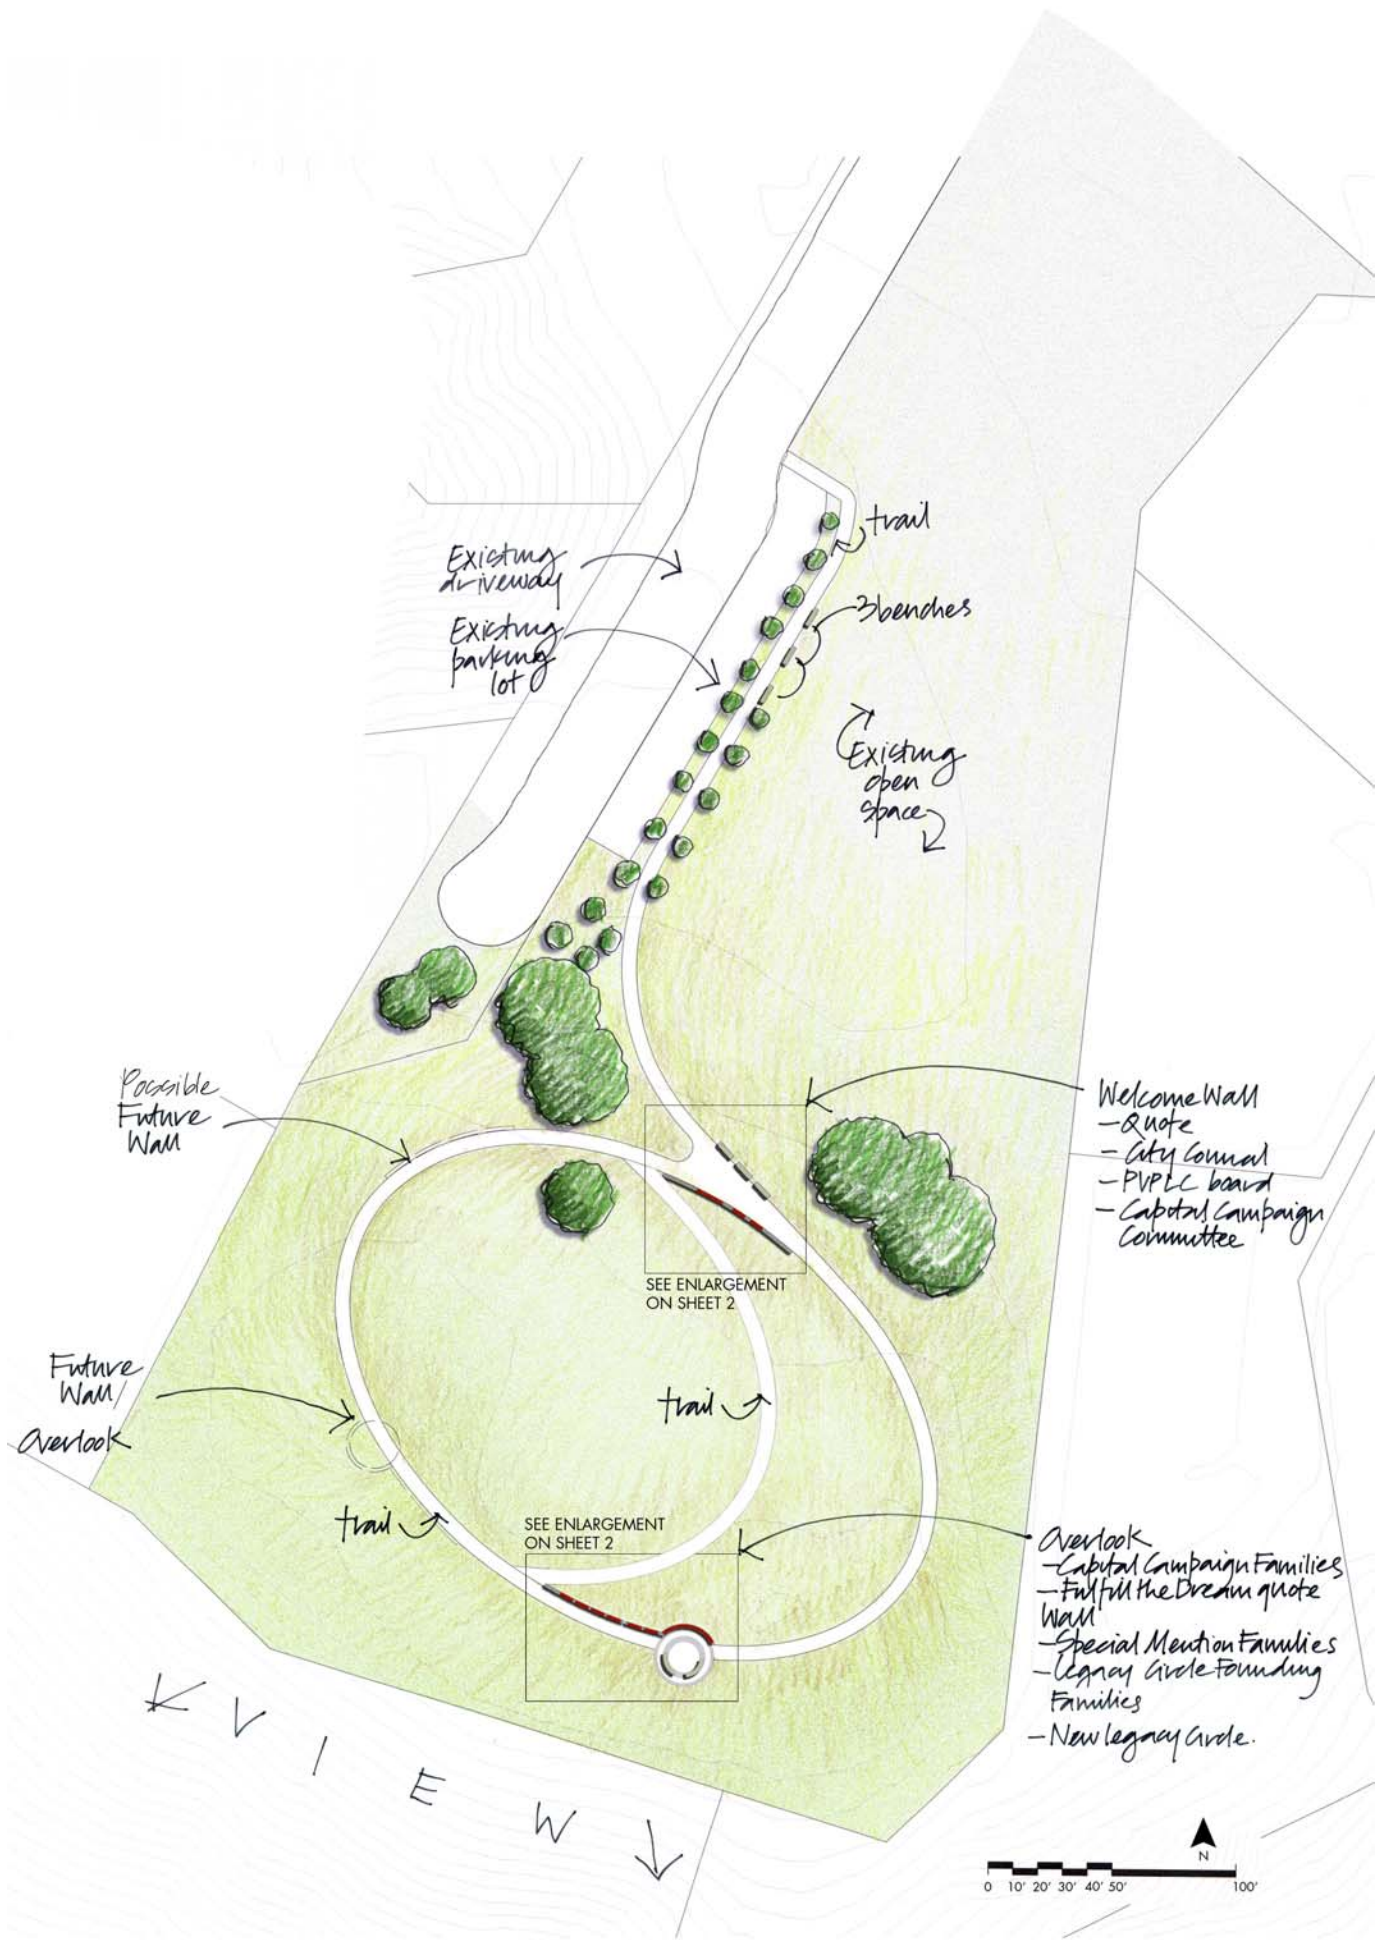 trail
Existing
driveway
3 benches
Existing
parking
lot
Existing
open
space
Possible
Future
Wall
Welcome Wall
- Quote
- City Council
- PVPLC board
- Capital Campaign
Committee
SEE ENLARGEMENT
ON SHEET 2
Future
Wall/
Overlook
trail
trail
SEE ENLARGEMENT
ON SHEET 2
Overlook
- Capital Campaign Families
- Fulfill the Dream quote
Wall
- Special Mention Families
- Legacy Circle Founding
Families
- New legacy Circle.
V I E W
N
0 10' 20' 30' 40' 50' 100'